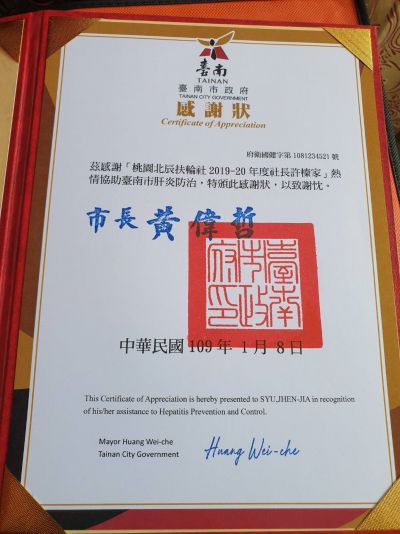 臺南
TAINAN
臺南市政府
TAINAN CITY GOVERNMENT
感謝狀
Certificate of Appreciation
府衛國健字第 1081234521 號
茲感謝「桃園北辰扶輪社 2019-20 年度社長許榛家」熱
情協助臺南市肝炎防治，特頒此感謝狀，以致謝忱。
市長 黃偉哲
臺南市政府印
中華民國 109 年 1 月 8 日
This Certificate of Appreciation is hereby presented to SYU,JHEN-JIA in recognition
of his/her assistance to Hepatitis Prevention and Control.
Mayor Huang Wei-che
Tainan City Government
Huang Wei-che